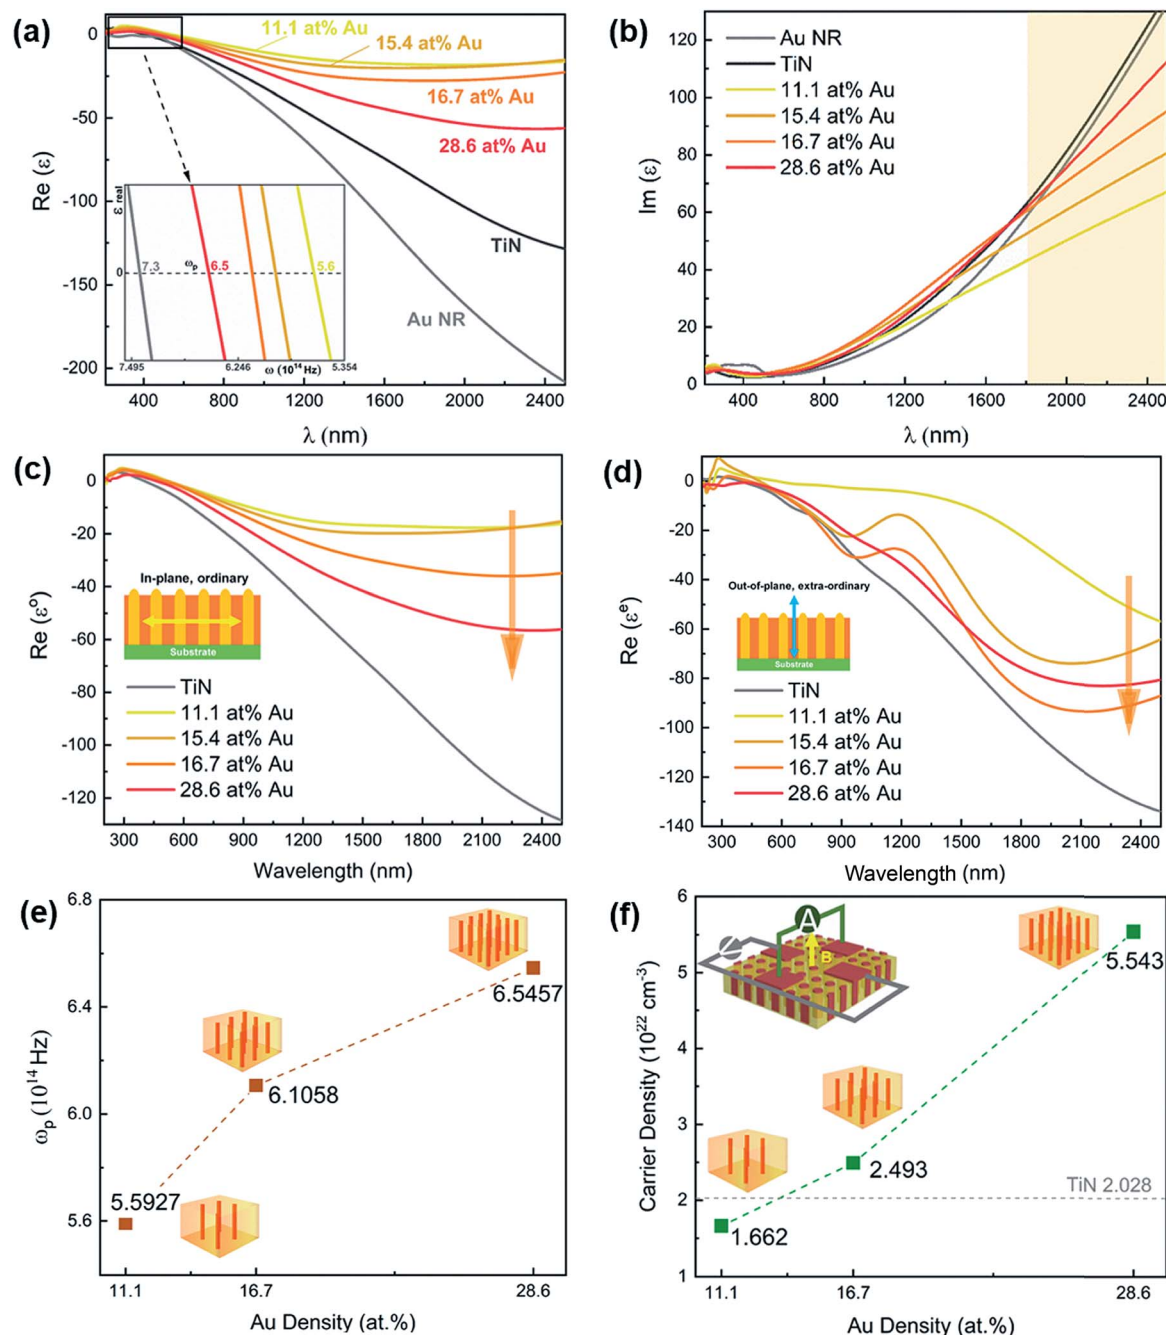 (a)
0
-50
-100
-150
-200
Re (ε)
11.1 at% Au
15.4 at% Au
16.7 at% Au
28.6 at% Au
TiN
Au NR
ε real
0
7.3
ωp
6.5
5.6
7.495
6.246
ω (10¹⁴ Hz)
5.354
400 800 1200 1600 2000 2400
λ (nm)
(b)
120
100
80
60
40
20
0
Im (ε)
Au NR
TiN
11.1 at% Au
15.4 at% Au
16.7 at% Au
28.6 at% Au
400 800 1200 1600 2000 2400
λ (nm)
(c)
0
-20
-40
-60
-80
-100
-120
Re (εᵒ)
In-plane, ordinary
Substrate
TiN
11.1 at% Au
15.4 at% Au
16.7 at% Au
28.6 at% Au
300 600 900 1200 1500 1800 2100 2400
Wavelength (nm)
(d)
0
-20
-40
-60
-80
-100
-120
-140
Re (εᵉ)
Out-of-plane, extra-ordinary
Substrate
TiN
11.1 at% Au
15.4 at% Au
16.7 at% Au
28.6 at% Au
300 600 900 1200 1500 1800 2100 2400
Wavelength (nm)
(e)
6.8
6.4
6.0
5.6
ωp (10¹⁴ Hz)
6.5457
6.1058
5.5927
11.1 16.7 28.6
Au Density (at.%)
(f)
6
5
4
3
2
1
Carrier Density (10²² cm⁻³)
A
B
5.543
2.493
TiN 2.028
1.662
11.1 16.7 28.6
Au Density (at.%)